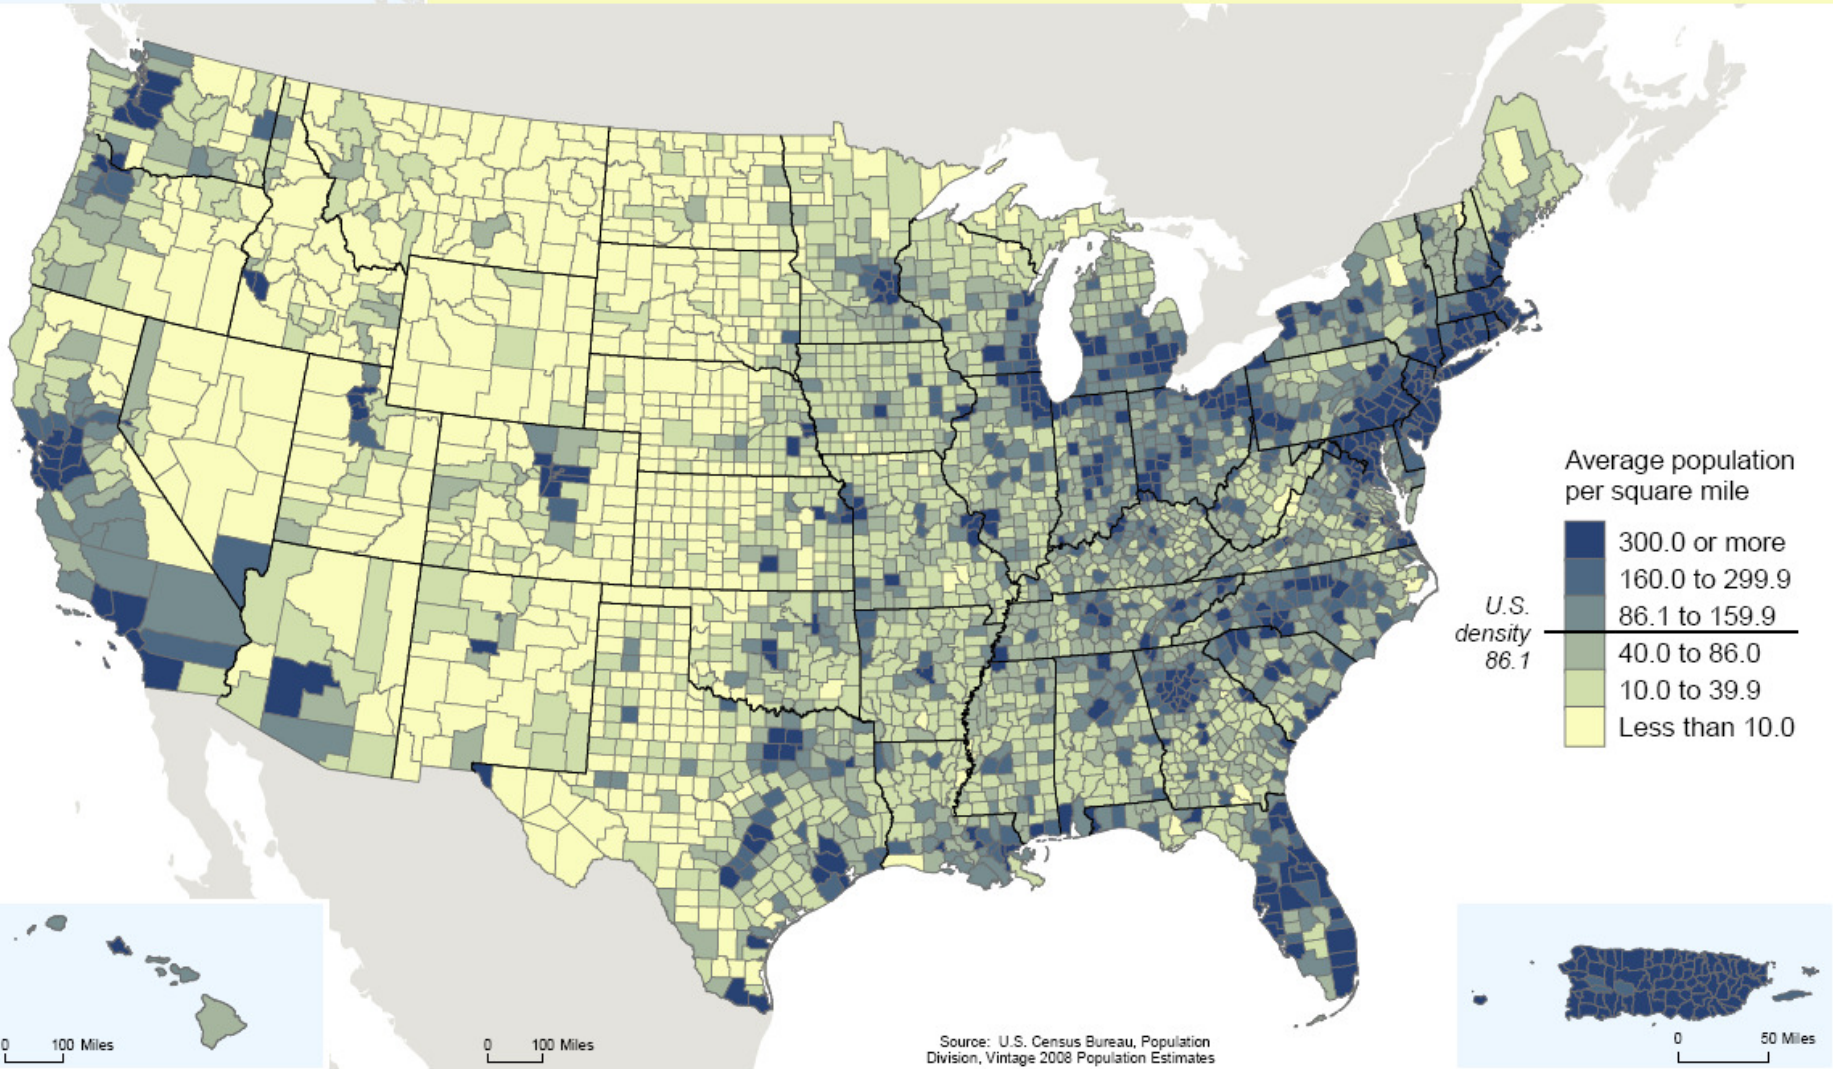 Average population
per square mile
300.0 or more
160.0 to 299.9
86.1 to 159.9
U.S.
density
86.1
40.0 to 86.0
10.0 to 39.9
Less than 10.0
0 100 Miles
0 100 Miles
Source: U.S. Census Bureau, Population
Division, Vintage 2008 Population Estimates
0 50 Miles